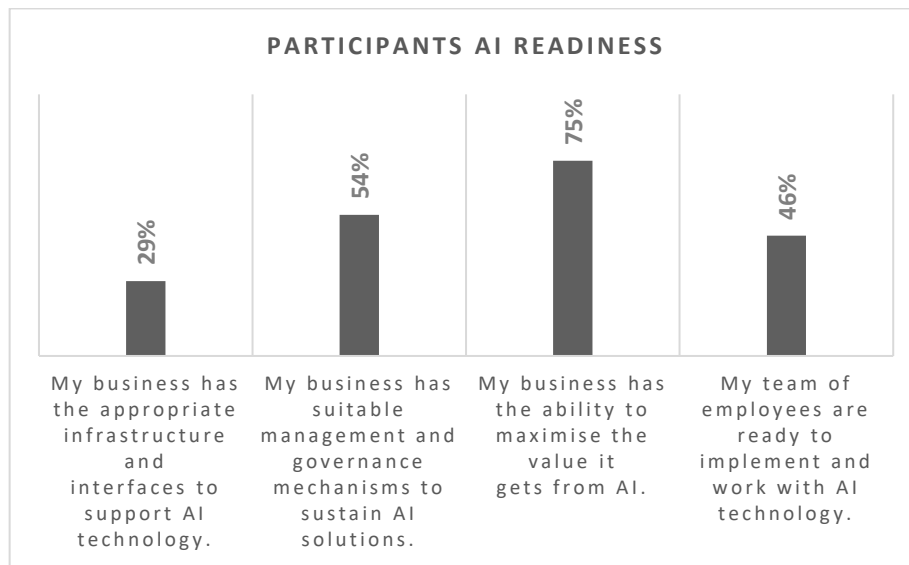 PARTICIPANTS AI READINESS
29%
54%
75%
46%
My business has
the appropriate
infrastructure
and
interfaces to
support AI
technology.
My business has
suitable
management and
governance
mechanisms to
sustain AI
solutions.
My business has
the ability to
maximise the
value it
gets from AI.
My team of
employees are
ready to
implement and
work with AI
technology.